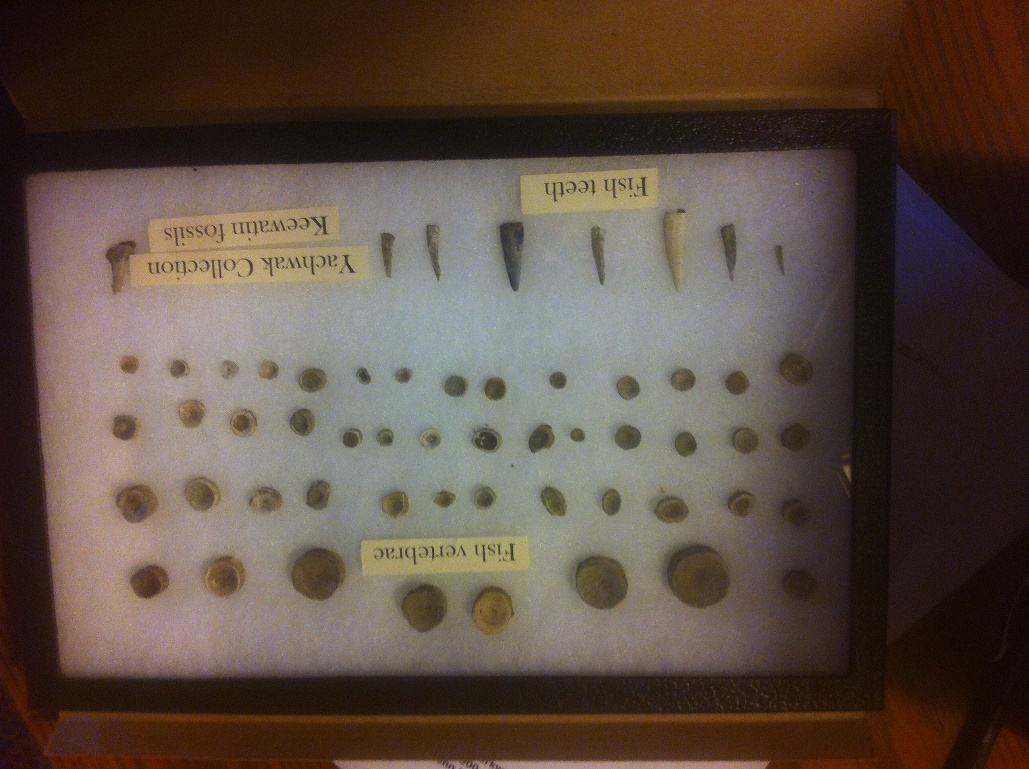 Fish vertebrae
Yachwak Collection
Keewatin fossils
Fish teeth